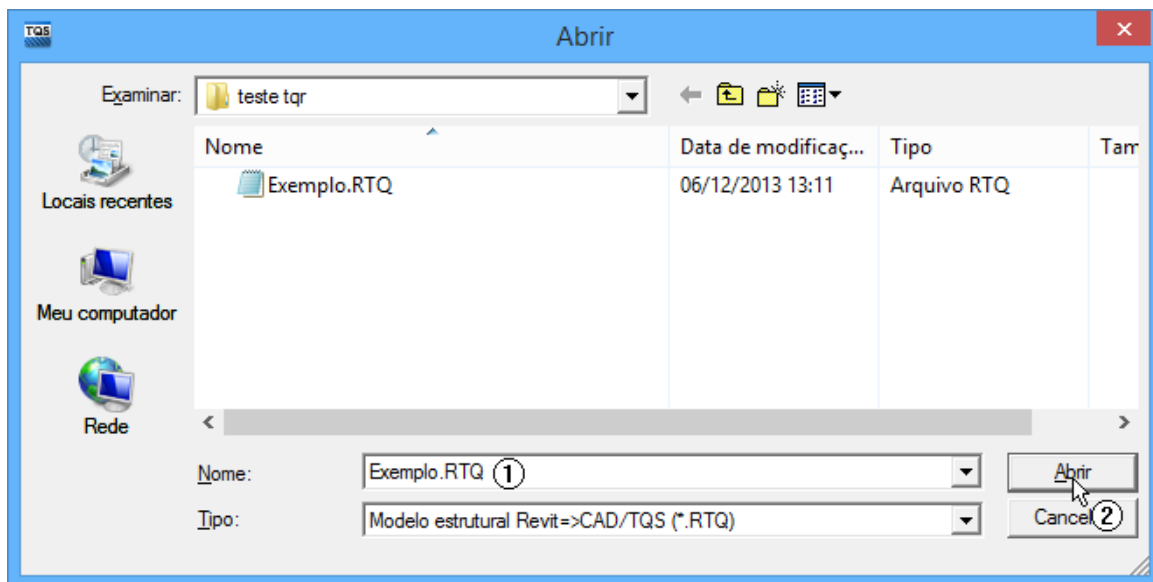 TQS
Abrir
Examinar: teste tqr
Nome Data de modificaç... Tipo Tam
Exemplo.RTQ 06/12/2013 13:11 Arquivo RTQ
Locais recentes
Meu computador
Rede
Nome: Exemplo.RTQ 1 Abrir
Tipo: Modelo estrutural Revit=>CAD/TQS (*.RTQ) Cancel 2